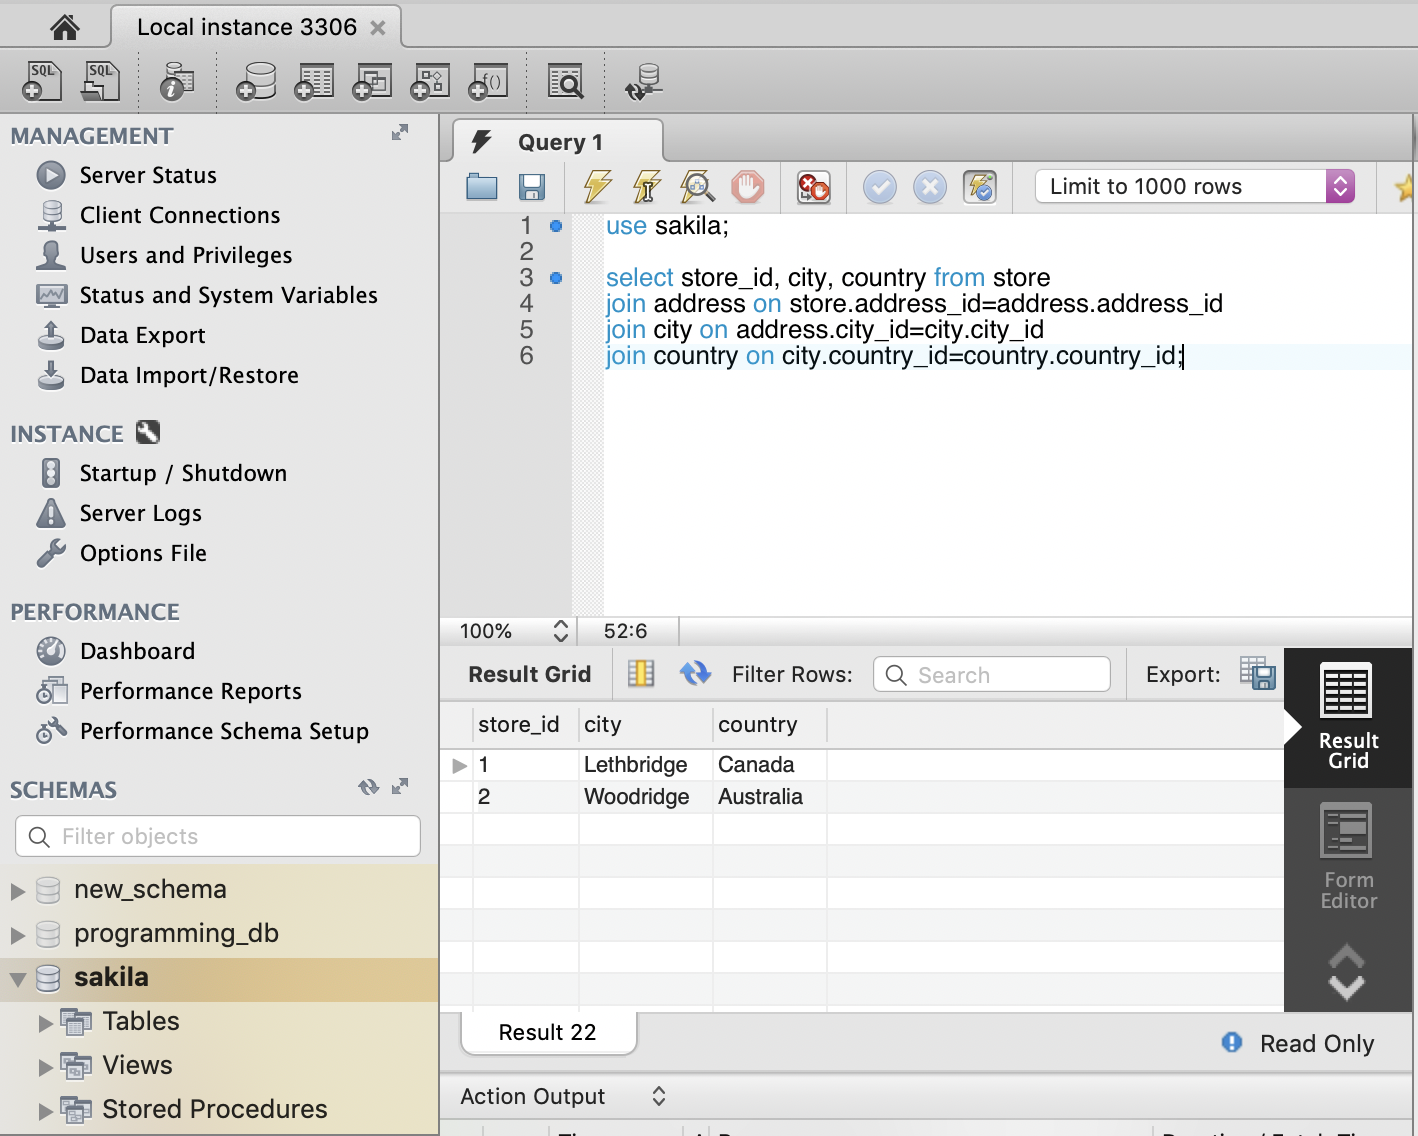 Local instance 3306
SQL
SQL
f()
MANAGEMENT
Server Status
Client Connections
Users and Privileges
Status and System Variables
Data Export
Data Import/Restore
INSTANCE
Startup / Shutdown
Server Logs
Options File
PERFORMANCE
Dashboard
Performance Reports
Performance Schema Setup
SCHEMAS
Filter objects
new_schema
programming_db
sakila
Tables
Views
Stored Procedures
Query 1
Limit to 1000 rows
1 use sakila;
2
3 select store_id, city, country from store
4 join address on store.address_id=address.address_id
5 join city on address.city_id=city.city_id
6 join country on city.country_id=country.country_id;
100% 52:6
Result Grid Filter Rows: Search Export:
store_id city country
1 Lethbridge Canada
2 Woodridge Australia
Result
Grid
Form
Editor
Result 22
Read Only
Action Output